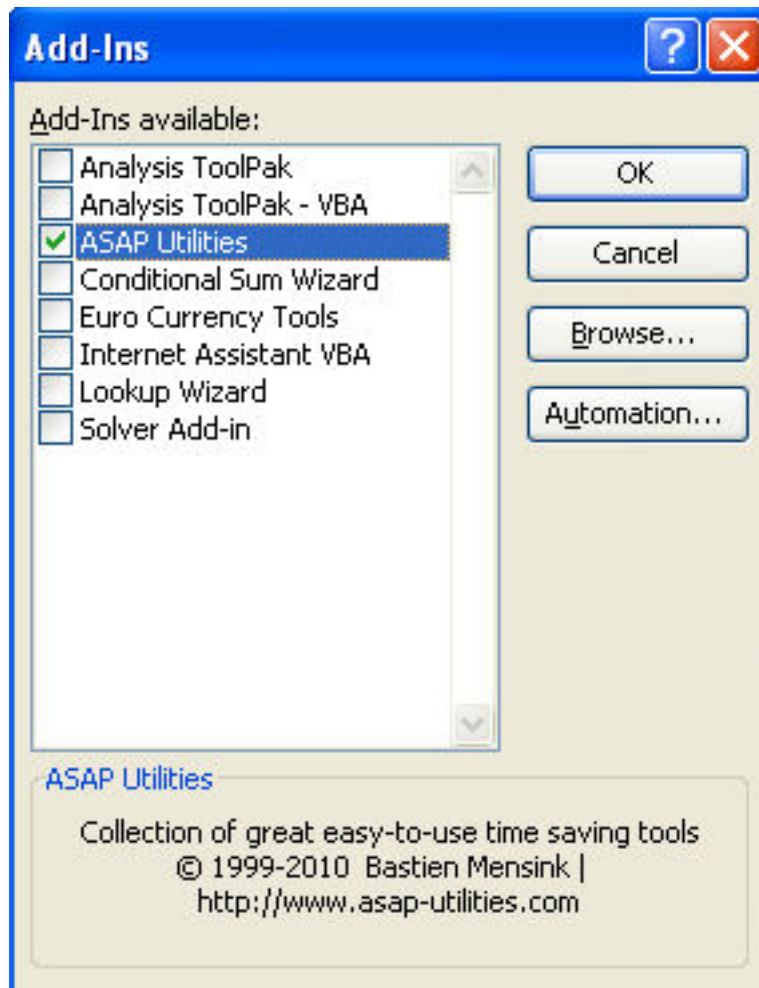 Add-Ins
Add-Ins available:
Analysis ToolPak
Analysis ToolPak - VBA
ASAP Utilities
Conditional Sum Wizard
Euro Currency Tools
Internet Assistant VBA
Lookup Wizard
Solver Add-in
OK
Cancel
Browse...
Automation...
ASAP Utilities
Collection of great easy-to-use time saving tools
© 1999-2010 Bastien Mensink |
http://www.asap-utilities.com